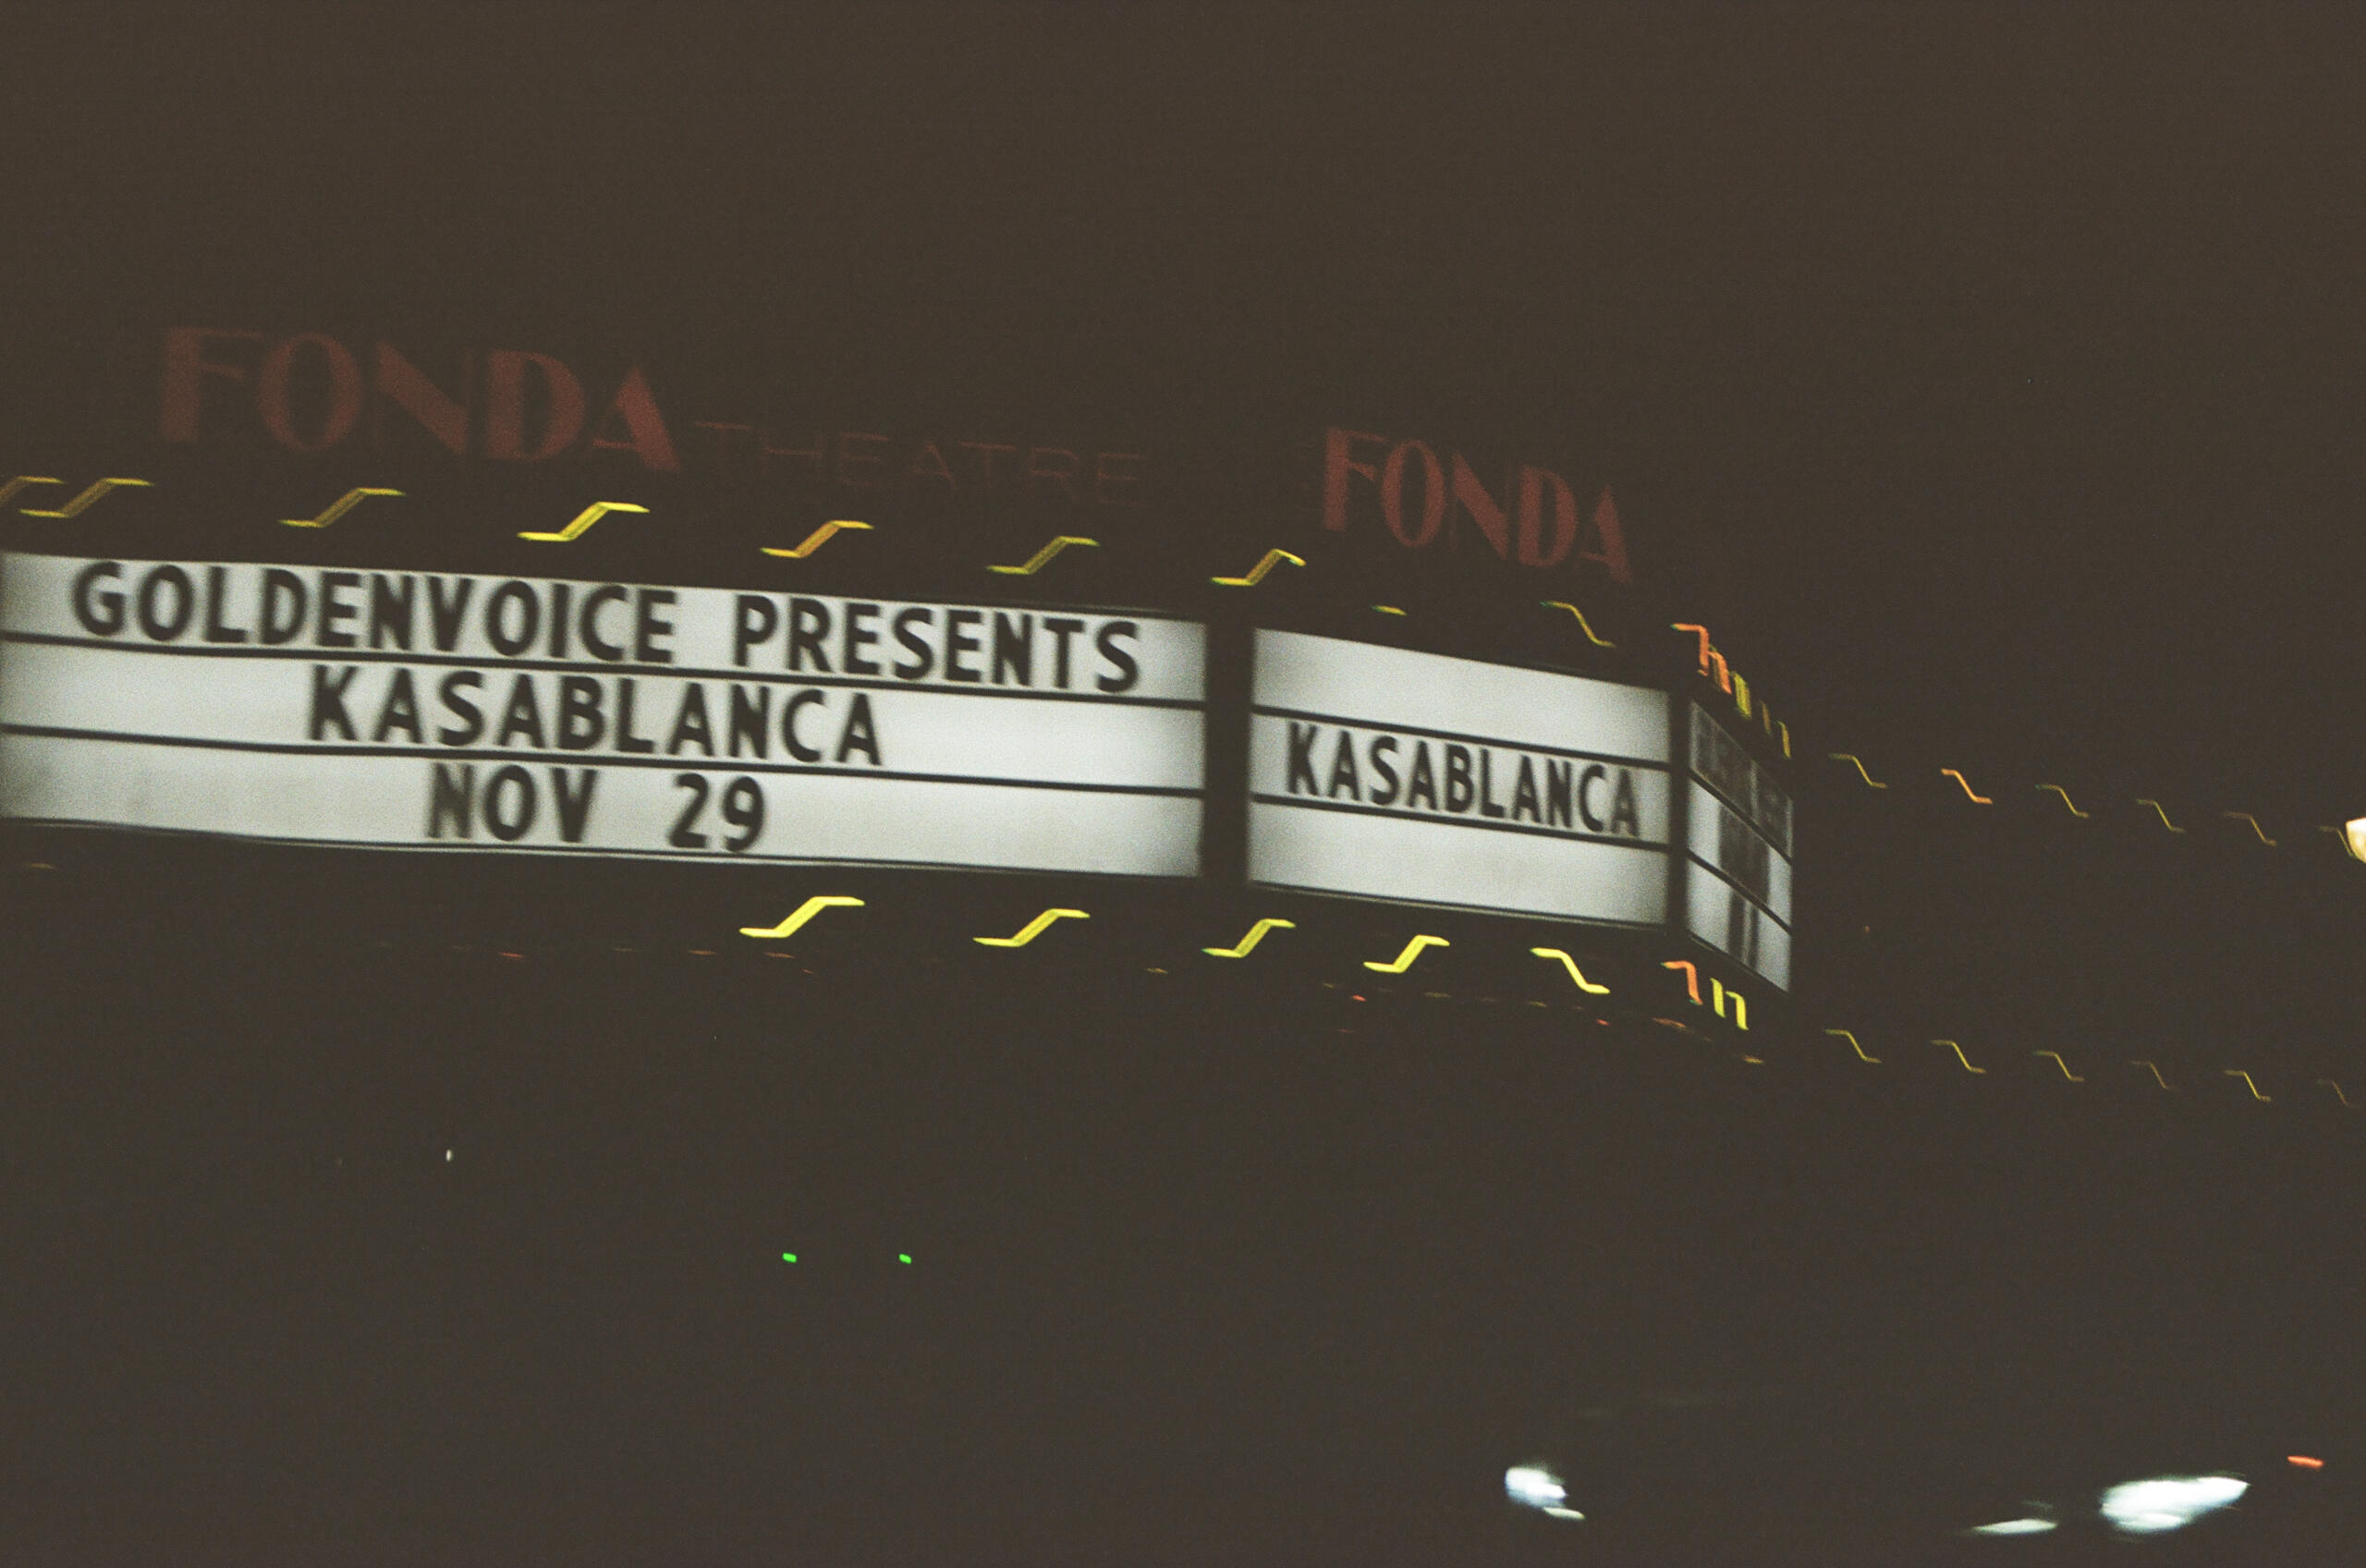 FONDA THEATRE
GOLDENVOICE PRESENTS
KASABLANCA
NOV 29
FONDA
KASABLANCA